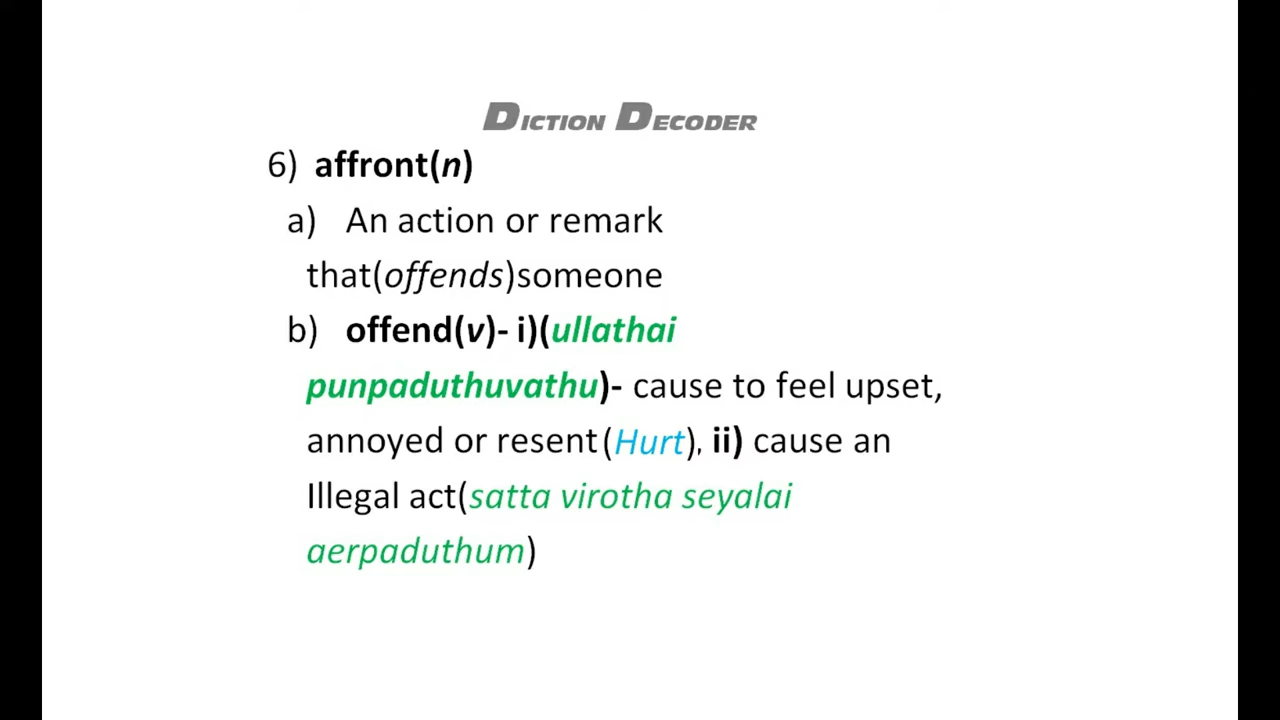 DICTION DECODER
6) affront(n)
a) An action or remark
that(offends)someone
b) offend(v)- i)(ullathai
punpaduthuvathu)- cause to feel upset,
annoyed or resent(Hurt), ii) cause an
Illegal act(satta virotha seyalai
aerpaduthum)